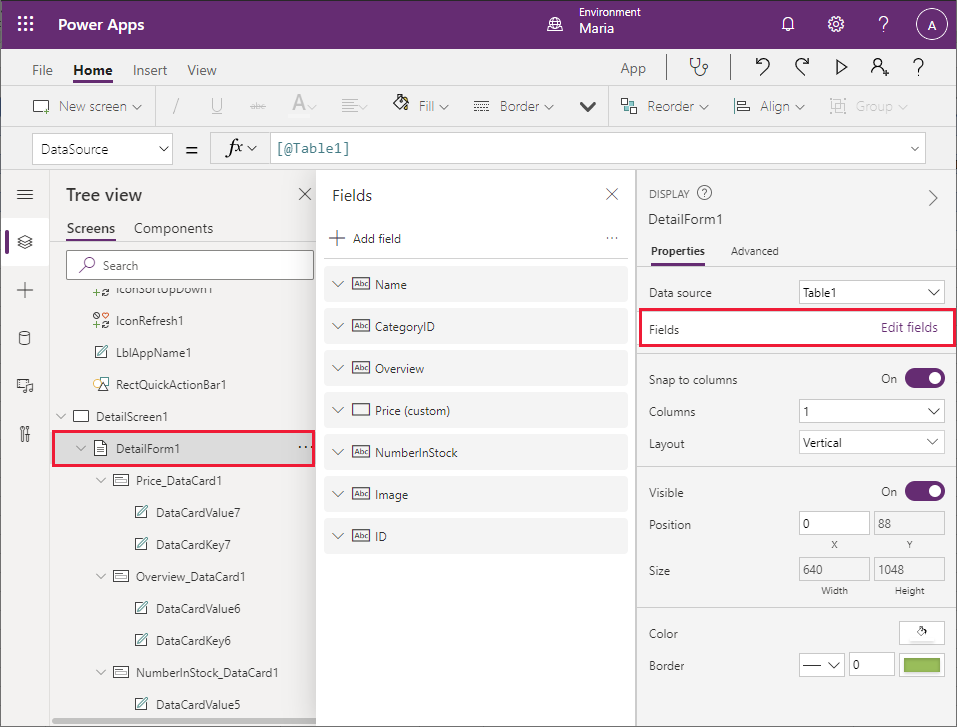 Power Apps
Environment
Maria
?
A
File Home Insert View App ?
New screen / U abc A Fill Border Reorder Align Group
DataSource = fx [@Table1]
Tree view
Screens Components
Search
IconSortUpDown1
IconRefresh1
LblAppName1
RectQuickActionBar1
DetailScreen1
DetailForm1 ...
Price_DataCard1
DataCardValue7
DataCardKey7
Overview_DataCard1
DataCardValue6
DataCardKey6
NumberInStock_DataCard1
DataCardValue5
Fields
Add field ...
Abc Name
Abc CategoryID
Abc Overview
Price (custom)
Abc NumberInStock
Abc Image
Abc ID
DISPLAY ?
DetailForm1
Properties Advanced
Data source Table1
Fields Edit fields
Snap to columns On
Columns 1
Layout Vertical
Visible On
Position 0 88
X Y
Size 640 1048
Width Height
Color
Border 0